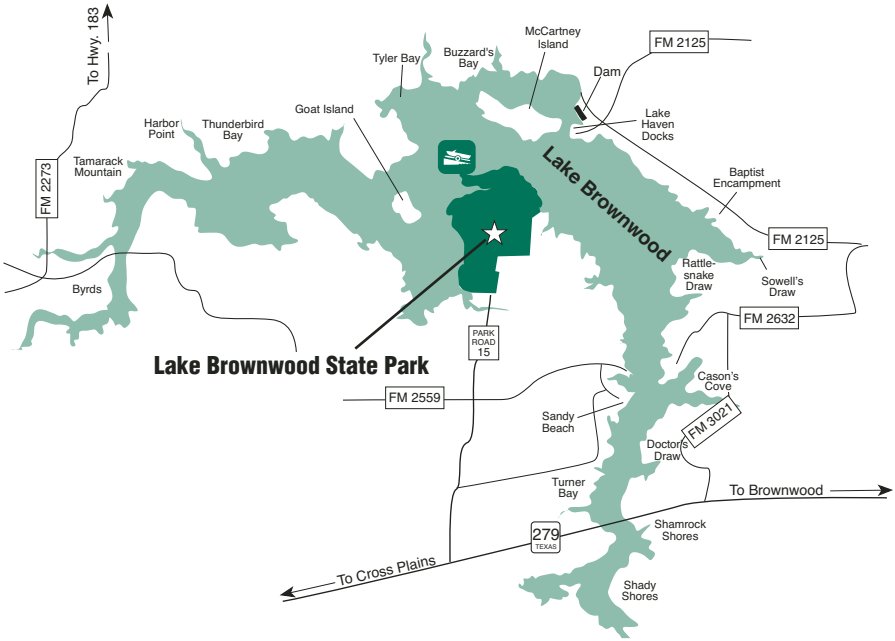 To Hwy. 183
McCartney
Island
FM 2125
Buzzard's
Bay
Tyler Bay
Dam
Goat Island
Harbor
Point
Thunderbird
Bay
Lake
Haven
Docks
Tamarack
Mountain
FM 2273
Lake Brownwood
Baptist
Encampment
FM 2125
Rattle-
snake
Draw
Sowell's
Draw
Byrds
FM 2632
PARK
ROAD
15
Lake Brownwood State Park
Cason's
Cove
FM 2559
FM 3021
Sandy
Beach
Doctor's
Draw
Turner
Bay
To Brownwood
279
TEXAS
Shamrock
Shores
To Cross Plains
Shady
Shores